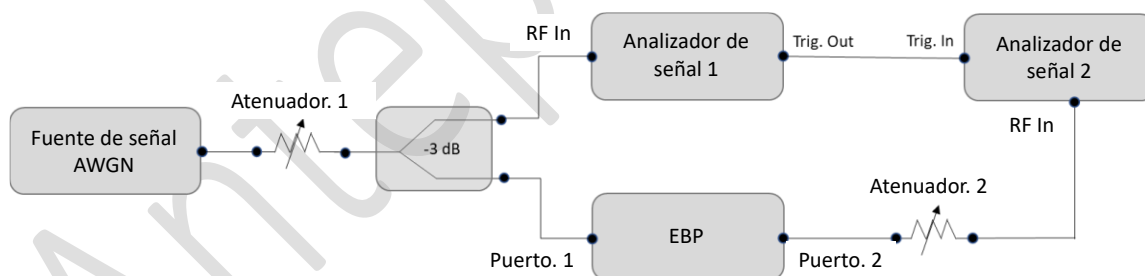 RF In
Analizador de
señal 1
Trig. Out
Trig. In
Analizador de
señal 2
RF In
Atenuador. 1
Fuente de señal
AWGN
-3 dB
Atenuador. 2
EBP
Puerto. 1
Puerto. 2